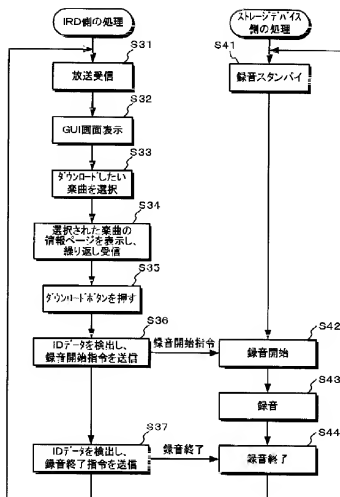 IRD側の処理
S31
放送受信
S32
GUI画面表示
S33
ダウンロードしたい
楽曲を選択
S34
選択された楽曲の
情報ページを表示し、
繰り返し受信
S35
ダウンロードボタンを押す
S36
IDデータを検出し、
録音開始指令を送信
録音開始指令
S37
IDデータを検出し、
録音終了指令を送信
録音終了
ストレージデバイス
側の処理
S41
録音スタンバイ
S42
録音開始
S43
録音
S44
録音終了